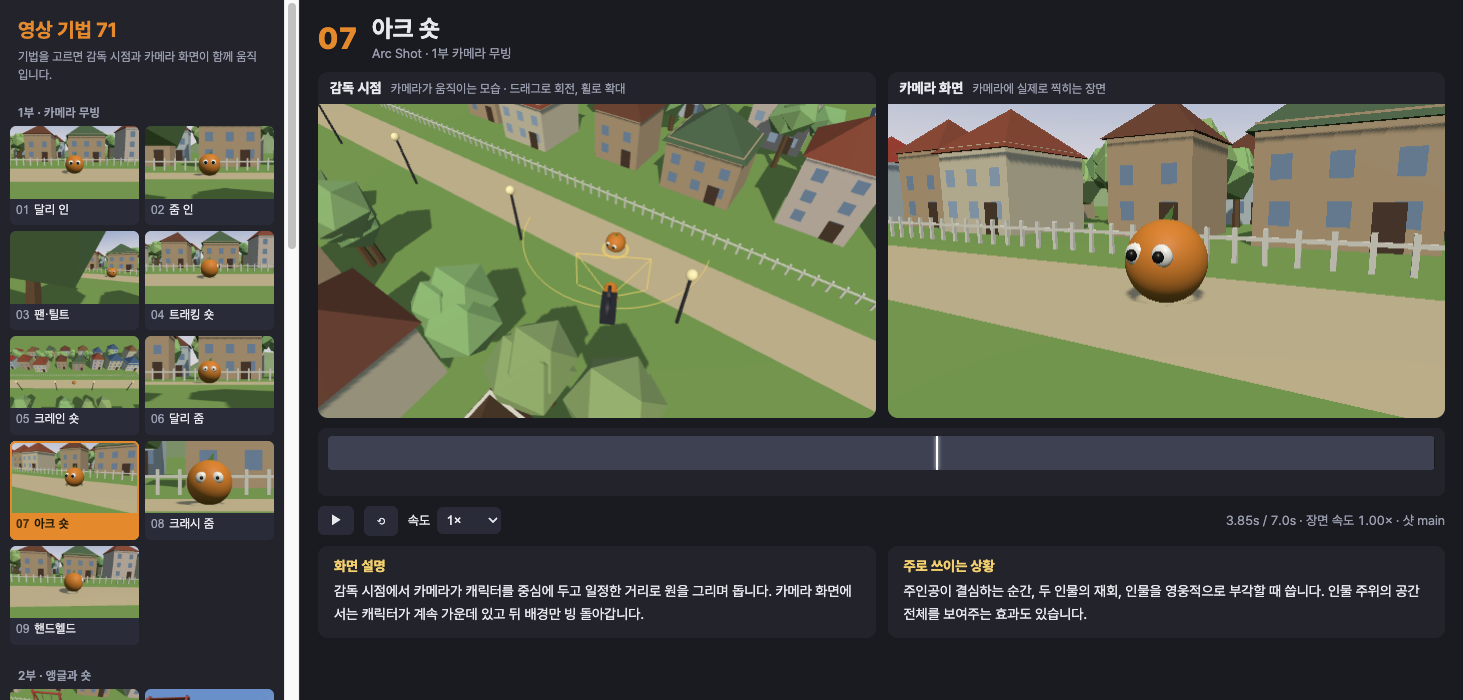 영상 기법 71
기법을 고르면 감독 시점과 카메라 화면이 함께 움직
입니다.
1부 · 카메라 무빙
01 달리 인
02 줌 인
03 팬·틸트
04 트래킹 숏
05 크레인 숏
06 달리 줌
07 아크 숏
08 크래시 줌
09 핸드헬드
2부 · 앵글과 숏
07 아크 숏
Arc Shot · 1부 카메라 무빙
감독 시점 카메라가 움직이는 모습 · 드래그로 회전, 휠로 확대
카메라 화면 카메라에 실제로 찍히는 장면
속도 1×
3.85s / 7.0s · 장면 속도 1.00× · 샷 main
화면 설명
감독 시점에서 카메라가 캐릭터를 중심에 두고 일정한 거리로 원을 그리며 돕니다. 카메라 화면에
서는 캐릭터가 계속 가운데 있고 뒤 배경만 빙 돌아갑니다.
주로 쓰이는 상황
주인공이 결심하는 순간, 두 인물의 재회, 인물을 영웅적으로 부각할 때 씁니다. 인물 주위의 공간
전체를 보여주는 효과도 있습니다.